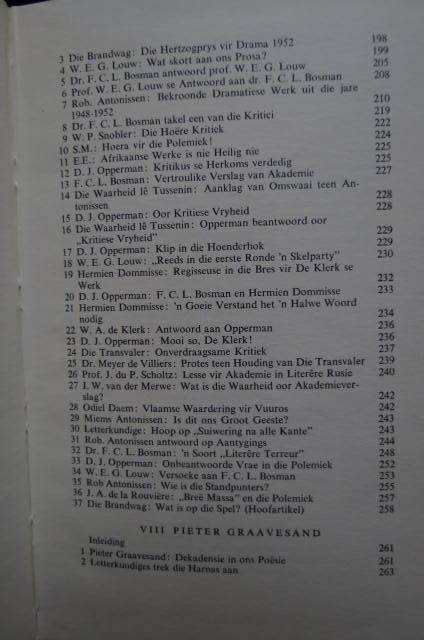 3 Die Brandwag: Die Hertzogprys vir Drama 1952 198
4 W. E. G. Louw: Wat skort aan ons Prosa? 199
5 Dr. F. C. L. Bosman antwoord prof. W. E. G. Louw 205
6 Prof. W. E. G. Louw se Antwoord aan dr. F. C. L. Bosman 208
7 Rob. Antonissen: Bekroonde Dramatiese Werk uit die jare
1948-1952 210
8 Dr. F. C. L. Bosman takel een van die Kritici 219
9 W. P. Snobler: Die Hoëre Kritiek 222
10 S.M.: Hoera vir die Polemiek! 224
11 E.E.: Afrikaanse Werke is nie Heilig nie 225
12 D. J. Opperman: Kritikus se Herkoms verdedig 225
13 F. C. L. Bosman: Vertroulike Verslag van Akademie 227
14 Die Waarheid lê Tussenin: Aanklag van Omswaai teen An-
tonissen 228
15 D. J. Opperman: Oor Kritiese Vryheid 228
16 Die Waarheid lê Tussenin: Opperman beantwoord oor
„Kritiese Vryheid” 229
17 D. J. Opperman: Klip in die Hoenderhok 229
18 W. E. G. Louw: „Reeds in die eerste Ronde 'n Skelparty” 230
19 Hermien Dommisse: Regisseuse in die Bres vir De Klerk se
Werk 232
20 D. J. Opperman: F. C. L. Bosman en Hermien Dommisse 233
21 Hermien Dommisse: 'n Goeie Verstand het 'n Halwe Woord
nodig 234
22 W. A. de Klerk: Antwoord aan Opperman 236
23 D. J. Opperman: Mooi so, De Klerk! 236
24 Die Transvaler: Onverdraagsame Kritiek 237
25 Dr. Meyer de Villiers: Protes teen Houding van Die Transvaler 239
26 Prof. J. du P. Scholtz: Lesse vir Akademie in Literêre Rusie 240
27 I. W. van der Merwe: Wat is die Waarheid oor Akademiever-
slag? 242
28 Odiel Daem: Vlaamse Waardering vir Vuuros 242
29 Miems Antonissen: Is dit ons Groot Geeste? 243
30 Letterkundige: Hoop op „Suiwering na alle Kante” 243
31 Rob. Antonissen antwoord op Aantygings 244
32 Dr. F. C. L. Bosman: 'n Soort „Literêre Terreur” 248
33 D. J. Opperman: Onbeantwoorde Vrae in die Polemiek 252
34 W. E. G. Louw: Versoeke aan F. C. L. Bosman 253
35 Rob Antonissen: Wie is die Standpunters? 255
36 J. A. de la Rouvière: „Breë Massa” en die Polemiek 257
37 Die Brandwag: Wat is op die Spel? (Hoofartikel) 258
VIII PIETER GRAAVESAND
Inleiding 261
1 Pieter Graavesand: Dekadensie in ons Poësie 261
2 Letterkundiges trek die Harnas aan 263